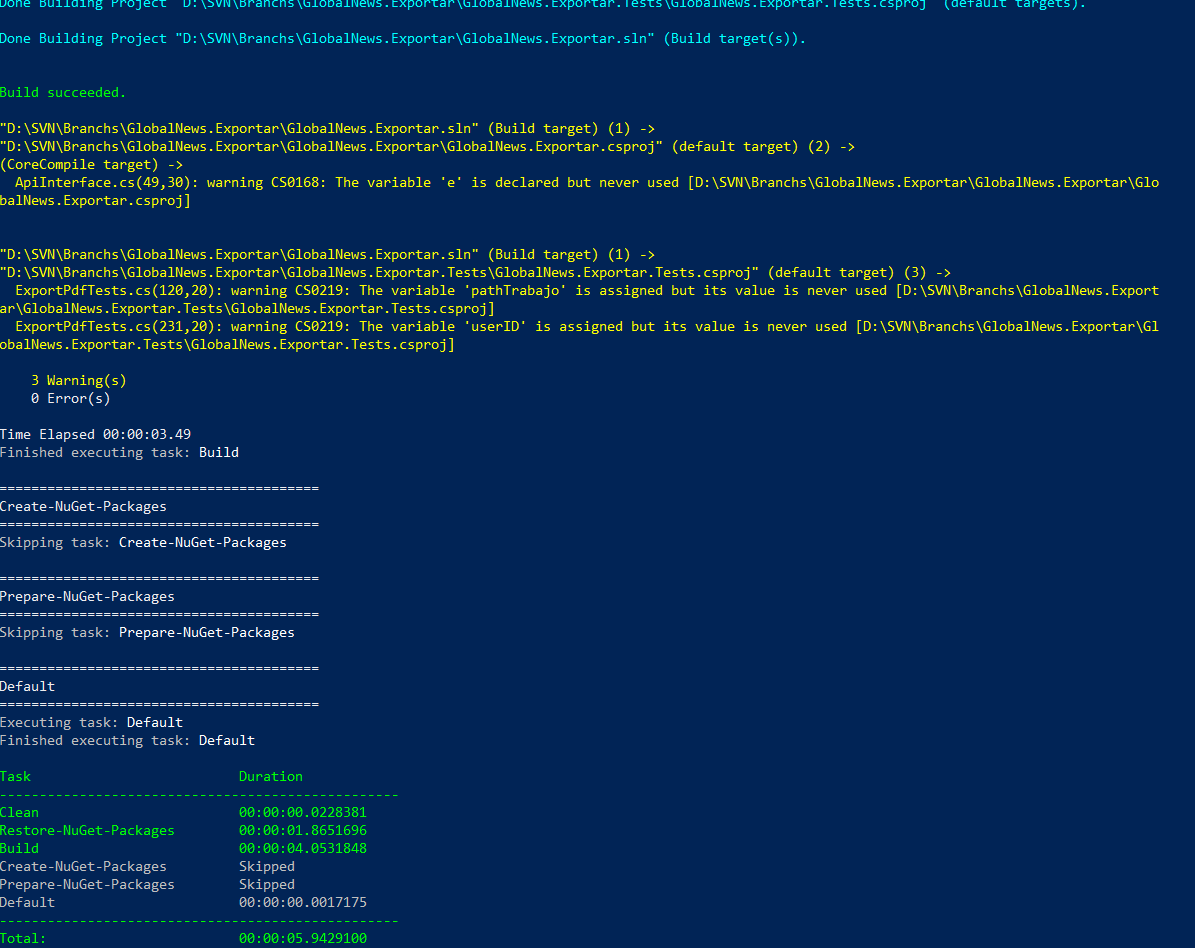 Done Building Project "D:\SVN\Branchs\GlobalNews.Exportar\GlobalNews.Exportar.Tests\GlobalNews.Exportar.Tests.csproj" (default targets).
Done Building Project "D:\SVN\Branchs\GlobalNews.Exportar\GlobalNews.Exportar.sln" (Build target(s)).
Build succeeded.
"D:\SVN\Branchs\GlobalNews.Exportar\GlobalNews.Exportar.sln" (Build target) (1) ->
"D:\SVN\Branchs\GlobalNews.Exportar\GlobalNews.Exportar\GlobalNews.Exportar.csproj" (default target) (2) ->
(CoreCompile target) ->
ApiInterface.cs(49,30): warning CS0168: The variable 'e' is declared but never used [D:\SVN\Branchs\GlobalNews.Exportar\GlobalNews.Exportar\Glo
balNews.Exportar.csproj]
"D:\SVN\Branchs\GlobalNews.Exportar\GlobalNews.Exportar.sln" (Build target) (1) ->
"D:\SVN\Branchs\GlobalNews.Exportar\GlobalNews.Exportar.Tests\GlobalNews.Exportar.Tests.csproj" (default target) (3) ->
ExportPdfTests.cs(120,20): warning CS0219: The variable 'pathTrabajo' is assigned but its value is never used [D:\SVN\Branchs\GlobalNews.Export
ar\GlobalNews.Exportar.Tests\GlobalNews.Exportar.Tests.csproj]
ExportPdfTests.cs(231,20): warning CS0219: The variable 'userID' is assigned but its value is never used [D:\SVN\Branchs\GlobalNews.Exportar\Gl
obalNews.Exportar.Tests\GlobalNews.Exportar.Tests.csproj]
3 Warning(s)
0 Error(s)
Time Elapsed 00:00:03.49
Finished executing task: Build
========================================
Create-NuGet-Packages
========================================
Skipping task: Create-NuGet-Packages
========================================
Prepare-NuGet-Packages
========================================
Skipping task: Prepare-NuGet-Packages
========================================
Default
========================================
Executing task: Default
Finished executing task: Default
Task Duration
--------------------------------------------------
Clean 00:00:00.0228381
Restore-NuGet-Packages 00:00:01.8651696
Build 00:00:04.0531848
Create-NuGet-Packages Skipped
Prepare-NuGet-Packages Skipped
Default 00:00:00.0017175
--------------------------------------------------
Total: 00:00:05.9429100